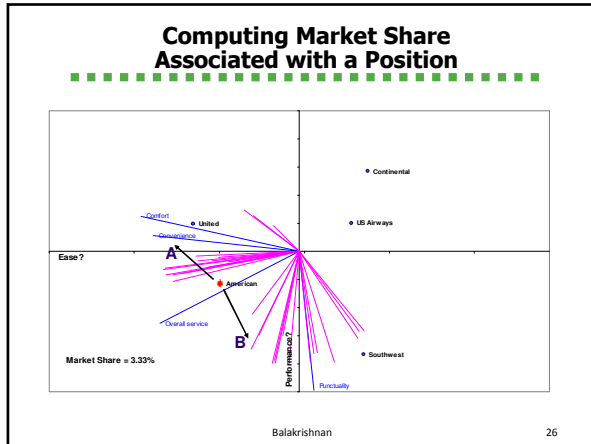 Computing Market Share
Associated with a Position
Continental
Comfort
United
US Airways
Convenience
A
Ease?
American
Overall service
B
Performance?
Market Share = 3.33%
Southwest
Punctuality
Balakrishnan
26